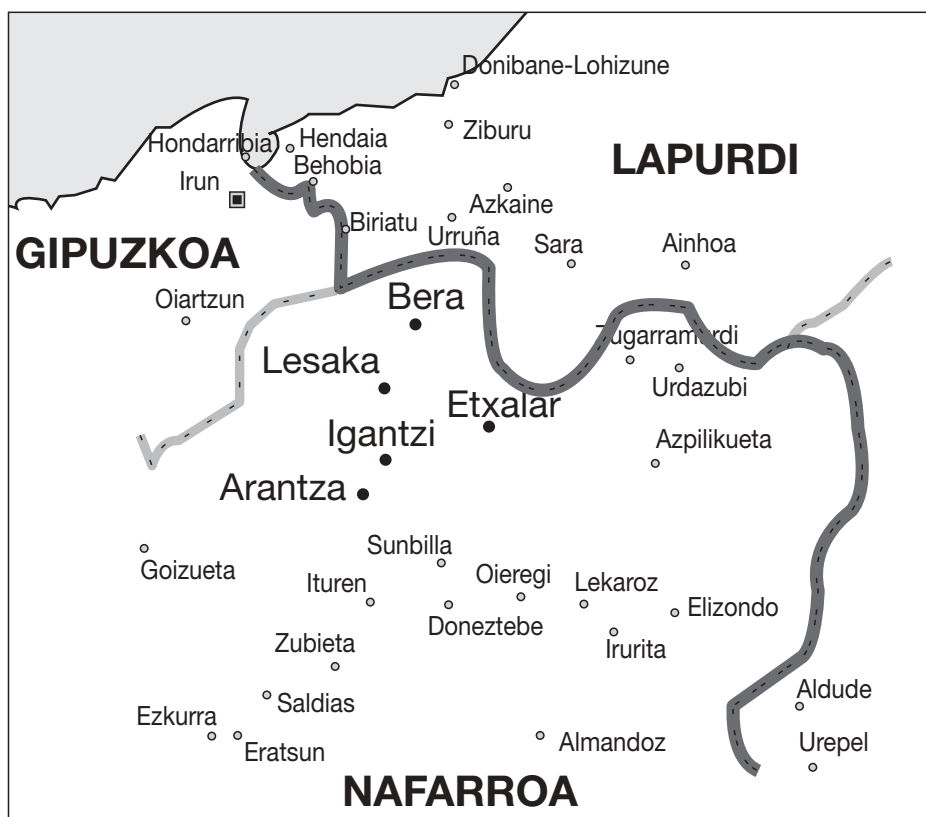 Donibane-Lohizune
Ziburu
Hondarribia
Hendaia
Behobia
LAPURDI
Irun
Azkaine
Biriatu
Urruña
Sara
Ainhoa
GIPUZKOA
Oiartzun
Bera
Zugarramurdi
Lesaka
Urdazubi
Etxalar
Igantzi
Azpilikueta
Arantza
Sunbilla
Goizueta
Ituren
Oieregi
Lekaroz
Elizondo
Doneztebe
Irurita
Zubieta
Saldias
Aldude
Ezkurra
Eratsun
Almandoz
Urepel
NAFARROA